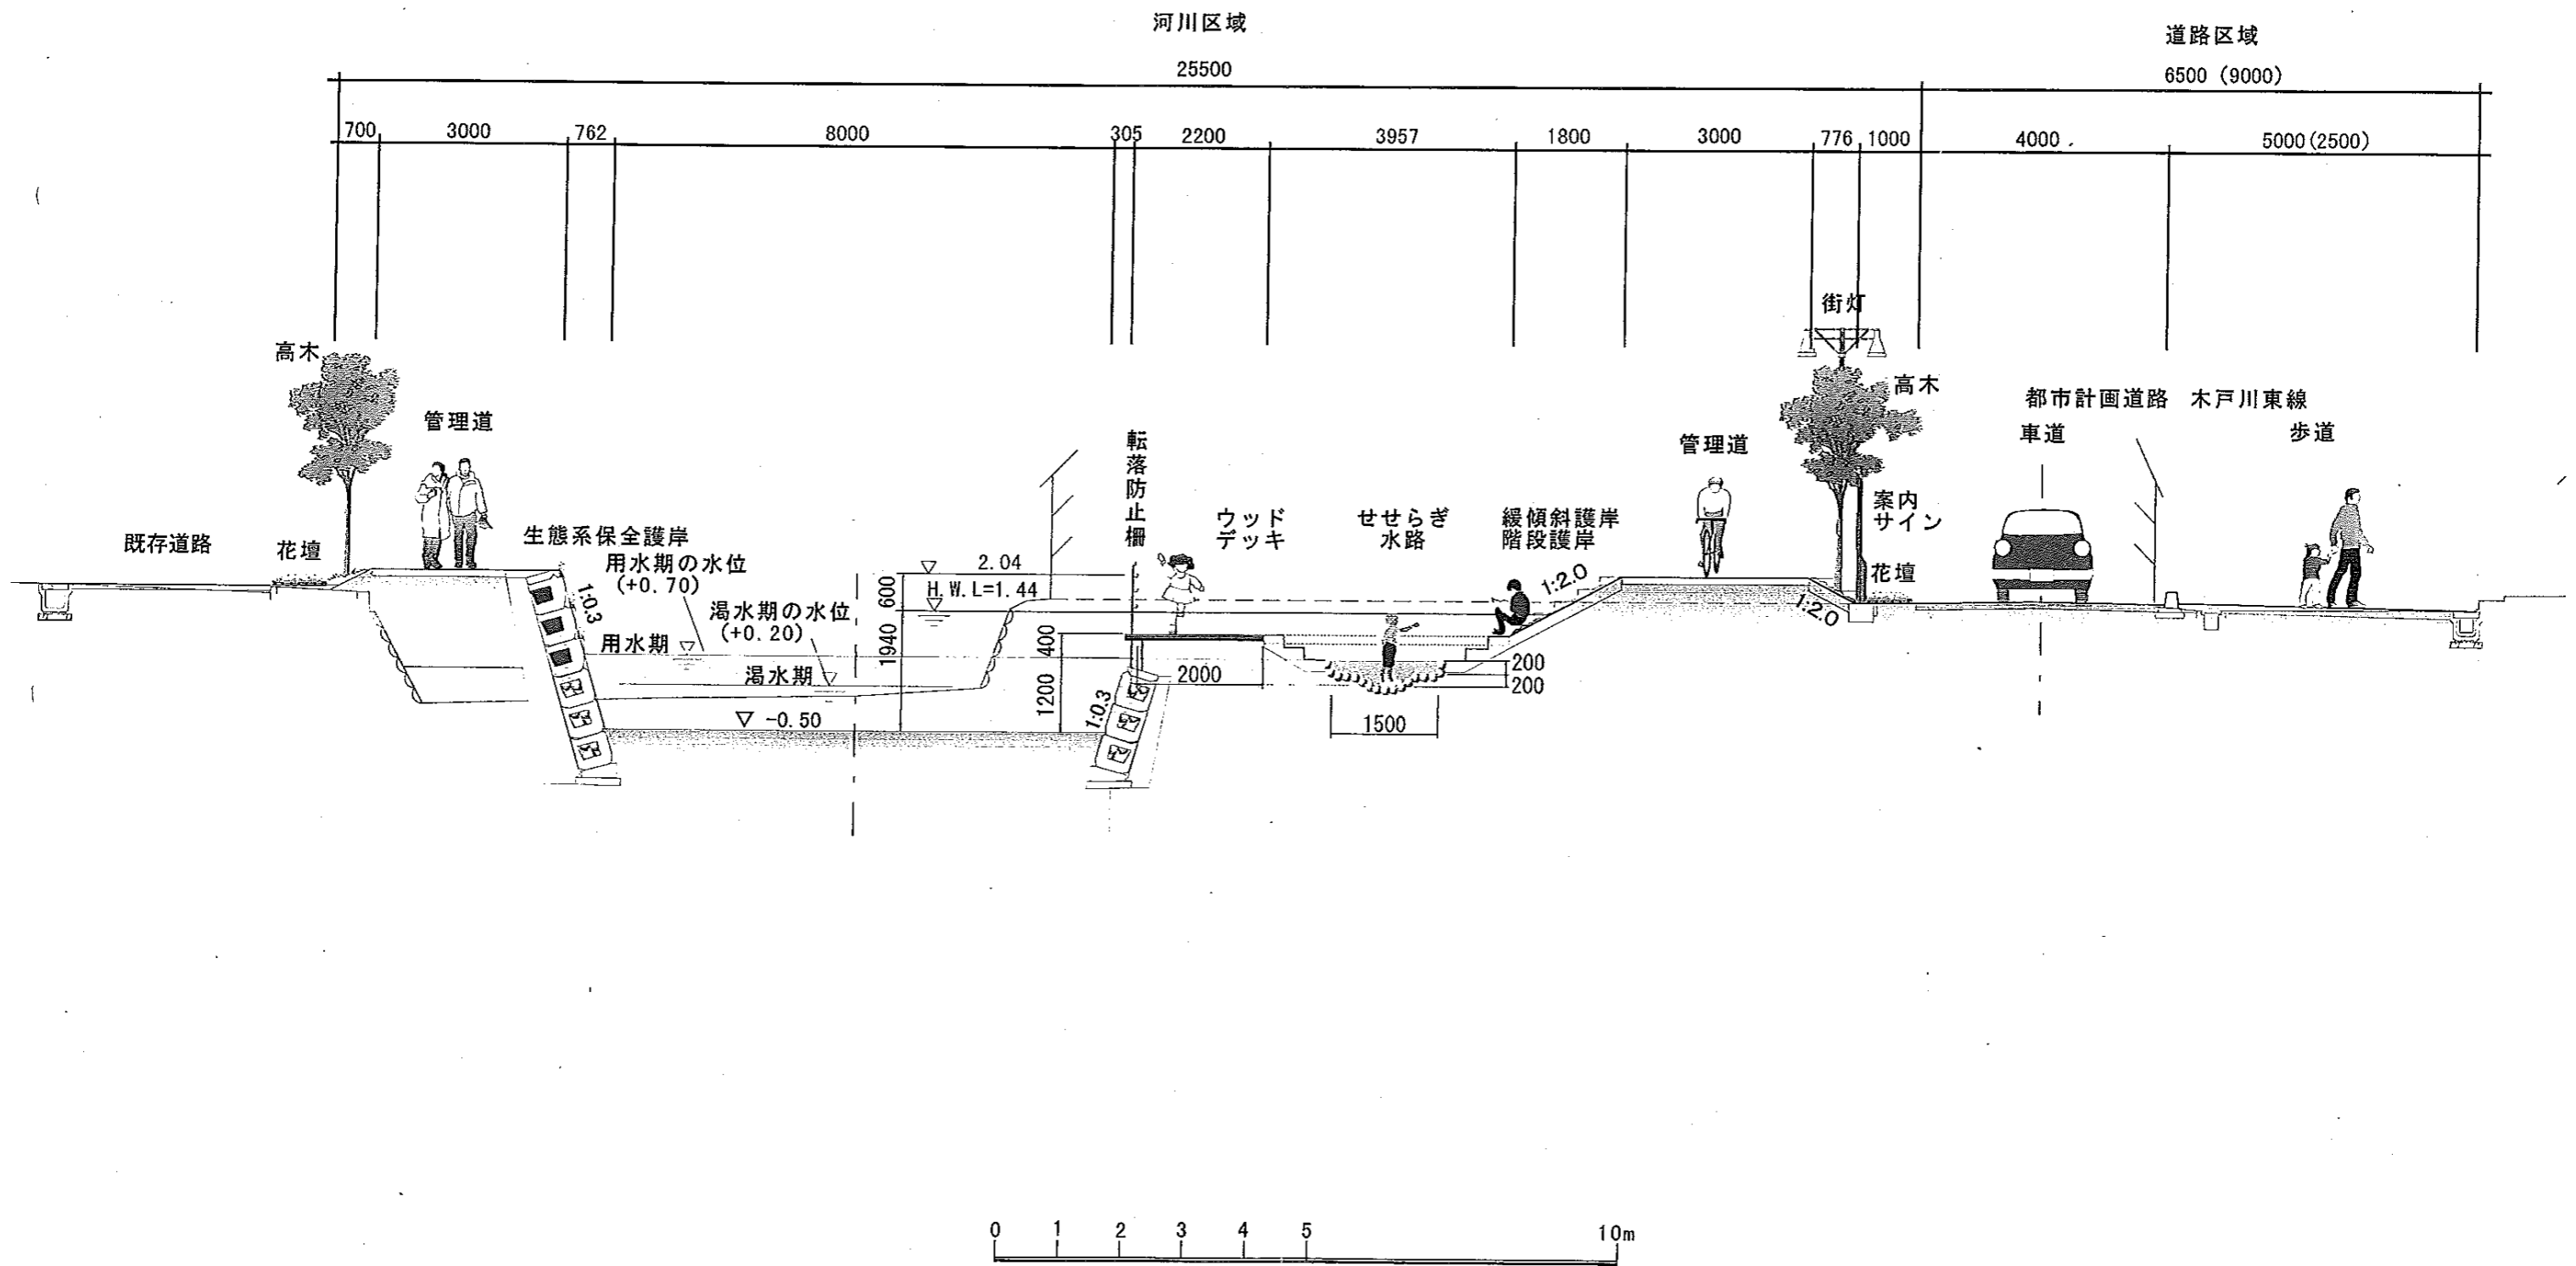 河川区域
道路区域
25500
6500 (9000)
700
3000
762
8000
305
2200
3957
1800
3000
776
1000
4000
5000(2500)
街灯
高木
高木
都市計画道路 木戸川東線
管理道
車道
歩道
転落防止柵
管理道
案内
サイン
ウッド
デッキ
せせらぎ
水路
緩傾斜護岸
階段護岸
既存道路
花壇
生態系保全護岸
用水期の水位
(+0.70)
2.04
花壇
1:0.3
600
H.W.L=1.44
1:2.0
1:2.0
渇水期の水位
(+0.20)
用水期
1940
400
渇水期
2000
200
200
1200
1:0.3
-0.50
1500
0 1 2 3 4 5 10m